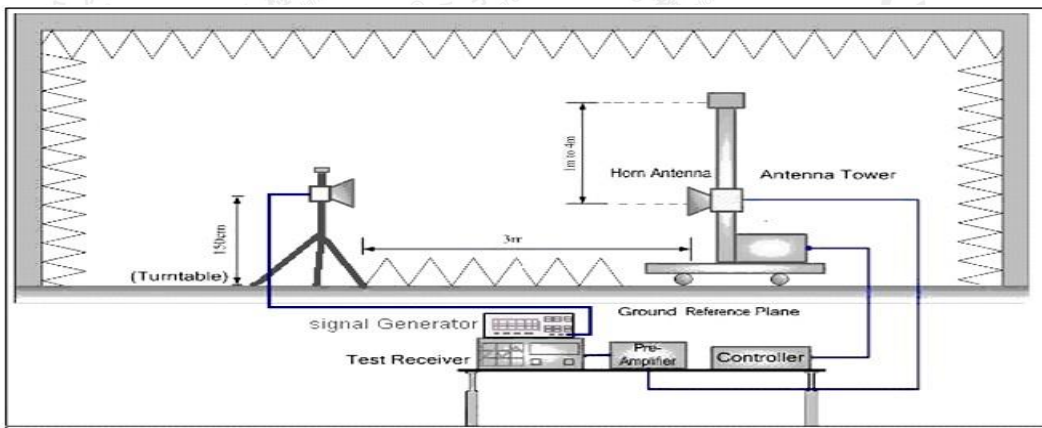 1m to 4m
Horn Antenna
Antenna Tower
150cm
3m
(Turntable)
Ground Reference Plane
signal Generator
Test Receiver
Pre-
Amplifier
Controller